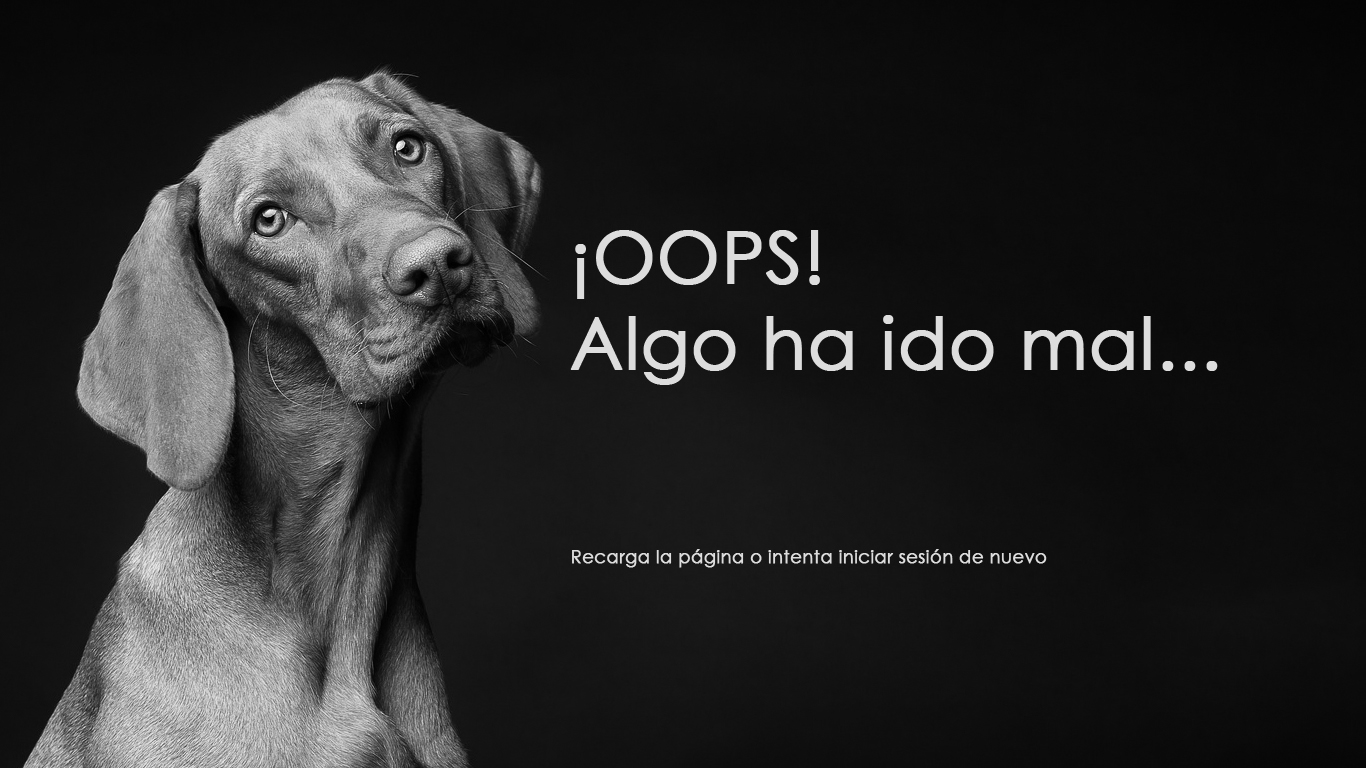 ¡OOPS!
Algo ha ido mal...
Recarga la página o intenta iniciar sesión de nuevo